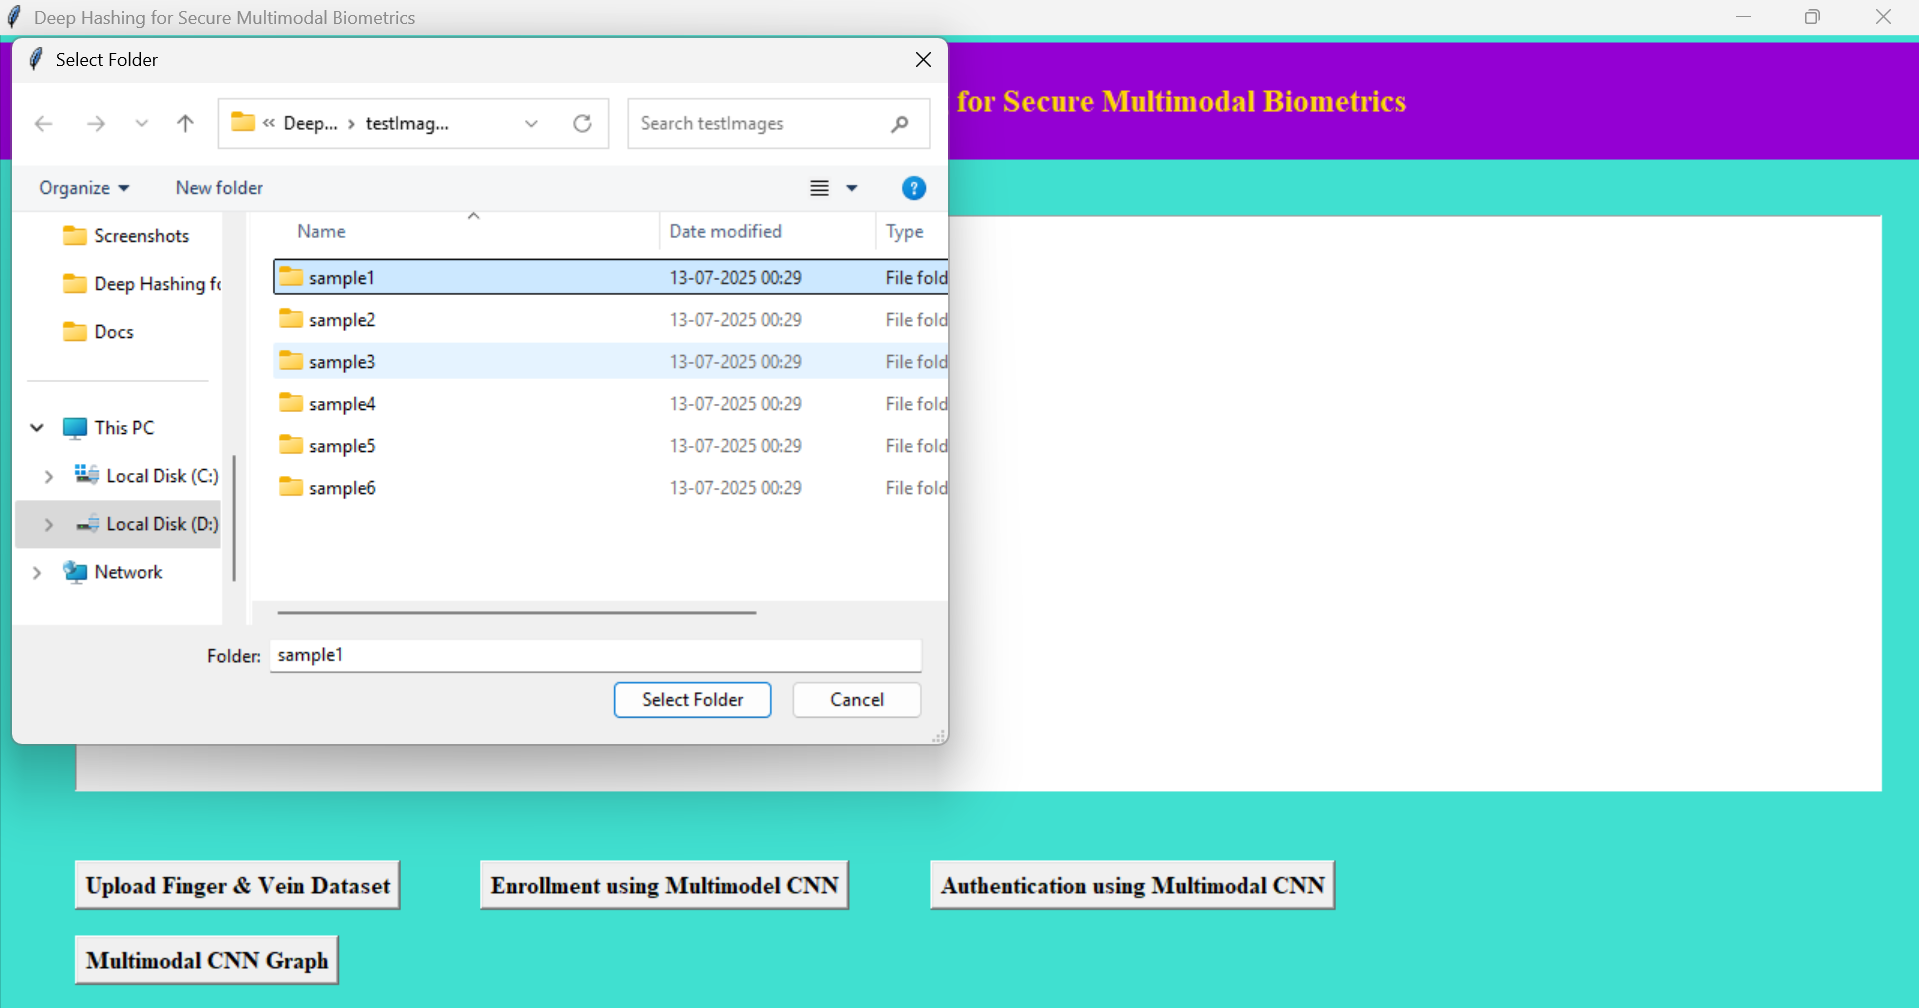 Deep Hashing for Secure Multimodal Biometrics
Select Folder
for Secure Multimodal Biometrics
« Deep... › testImag...
Search testImages
Organize
New folder
Name
Date modified
Type
Screenshots
Deep Hashing fo
Docs
This PC
Local Disk (C:)
Local Disk (D:)
Network
sample1 13-07-2025 00:29 File fold
sample2 13-07-2025 00:29 File fold
sample3 13-07-2025 00:29 File fold
sample4 13-07-2025 00:29 File fold
sample5 13-07-2025 00:29 File fold
sample6 13-07-2025 00:29 File fold
Folder: sample1
Select Folder
Cancel
Upload Finger & Vein Dataset
Enrollment using Multimodel CNN
Authentication using Multimodal CNN
Multimodal CNN Graph